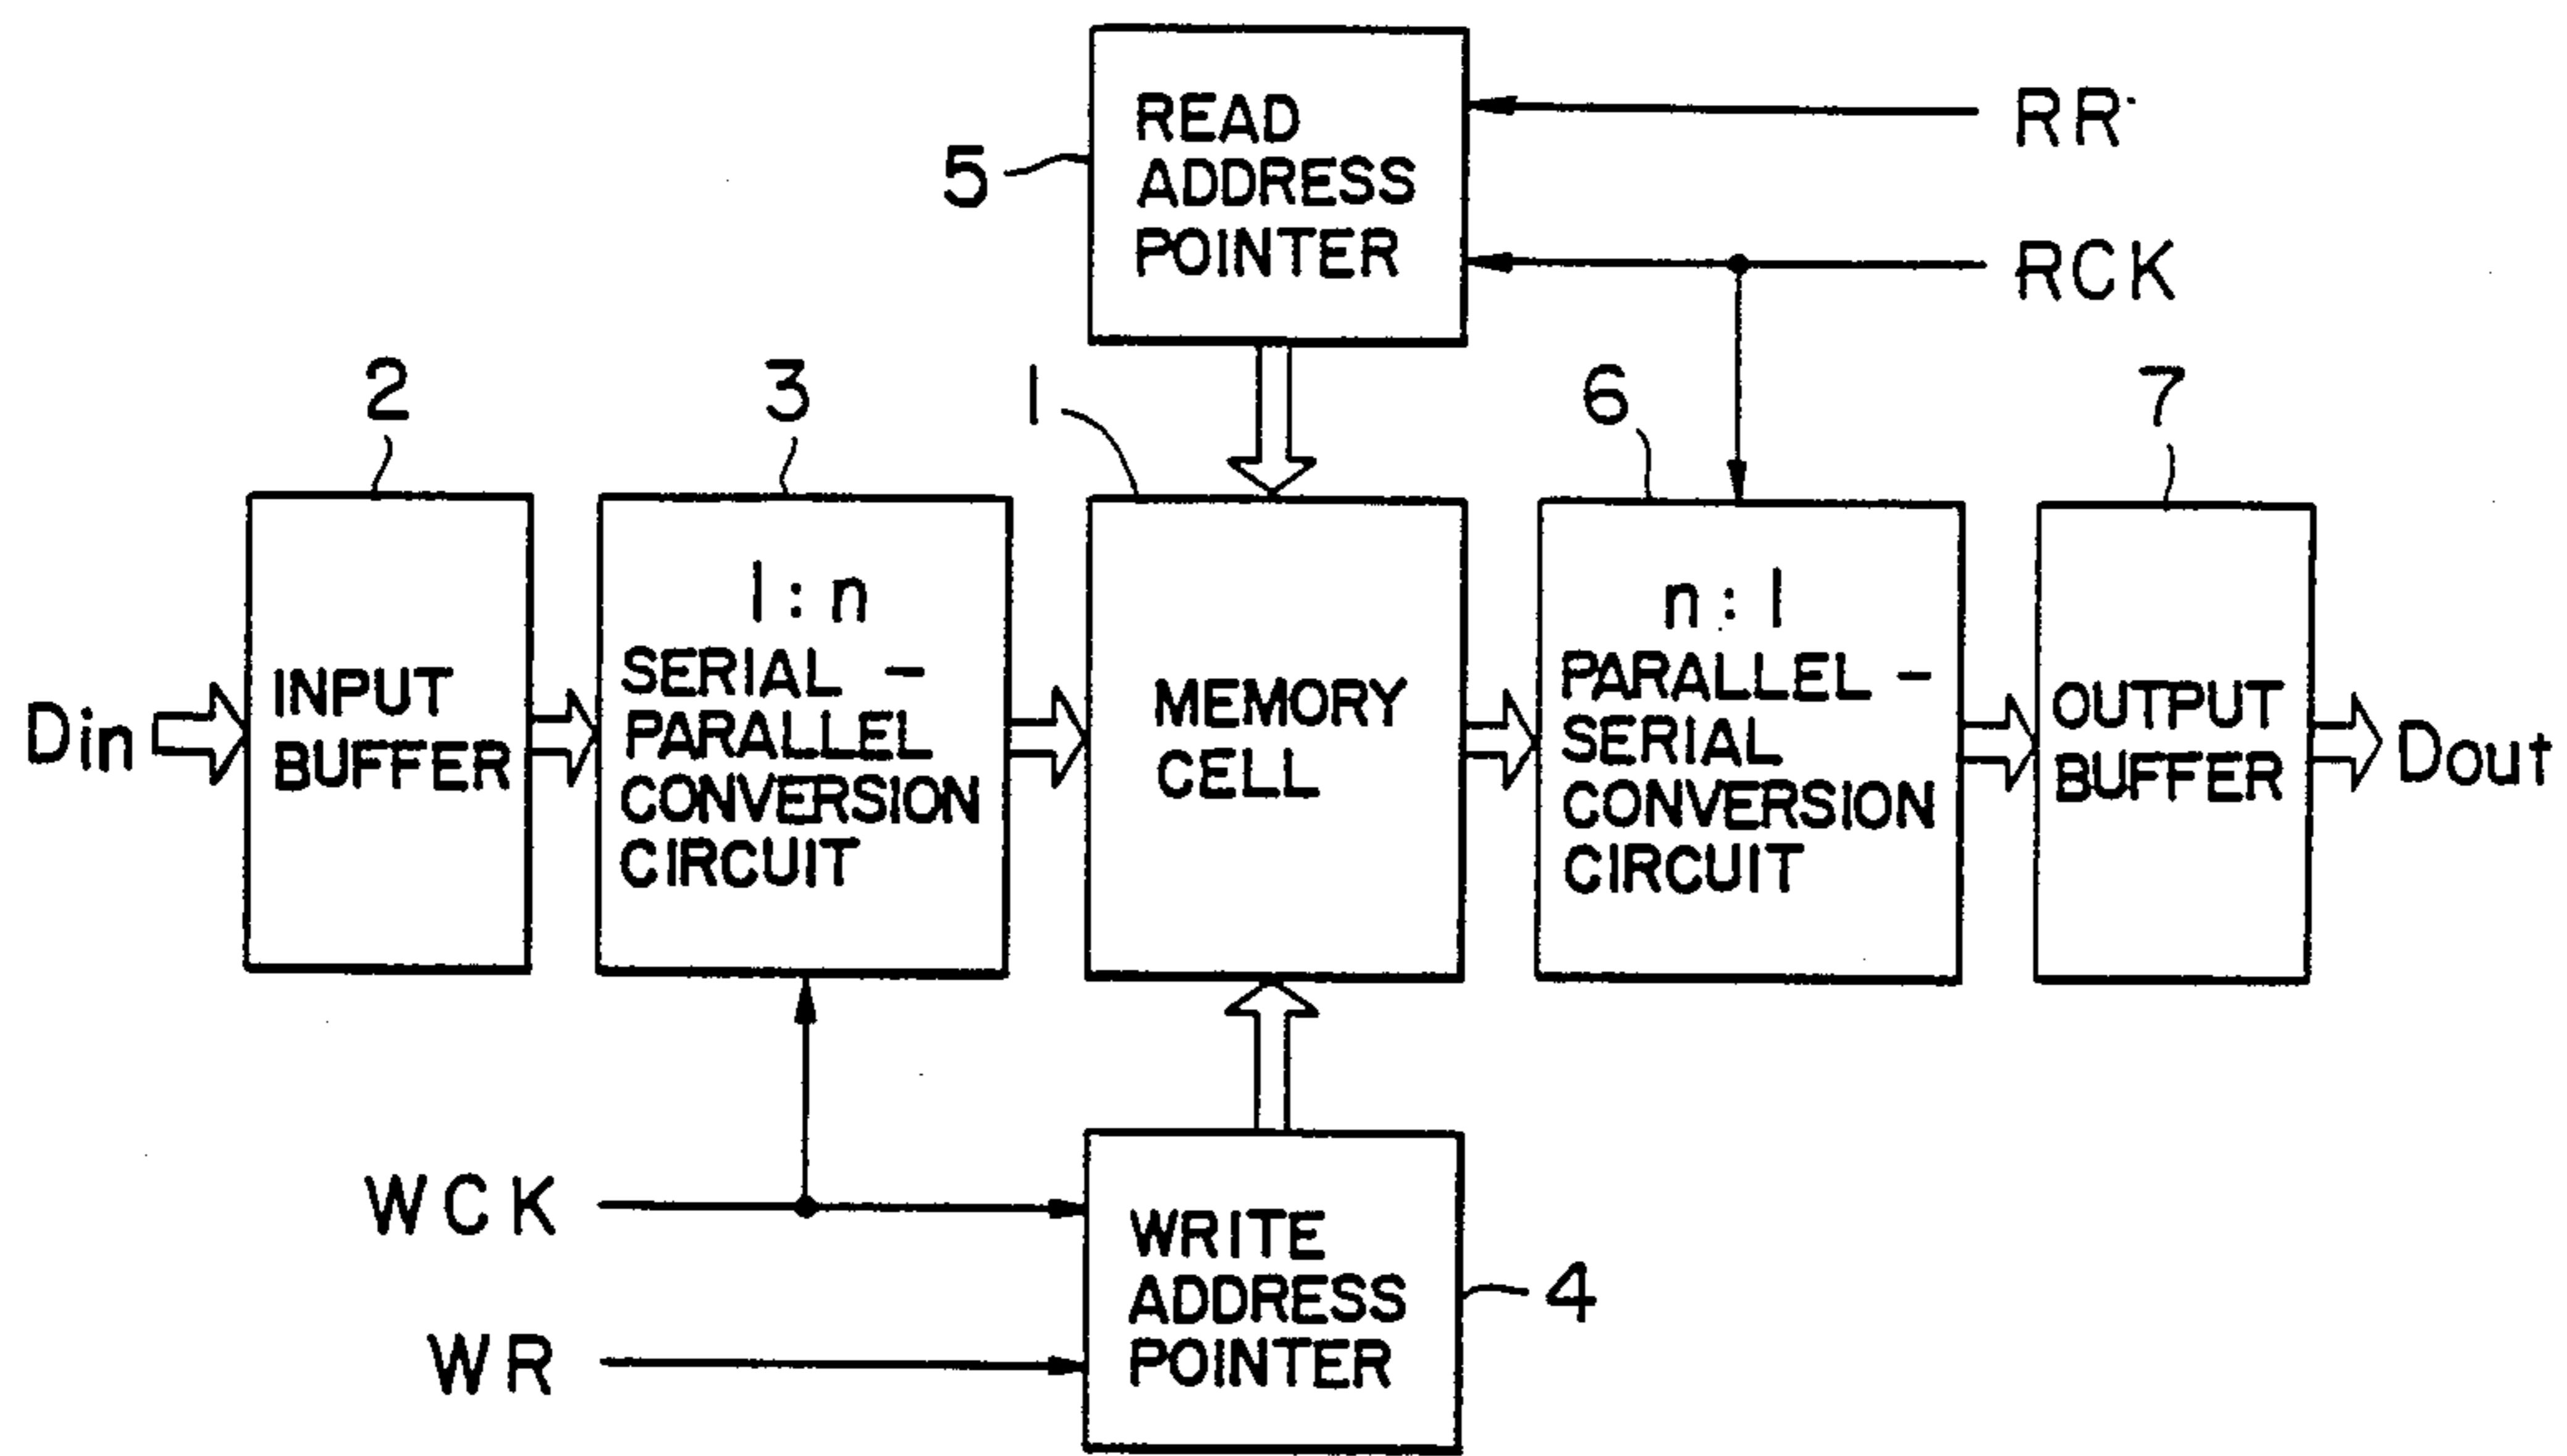 READ
ADDRESS
POINTER
5
RR
RCK
2
3
1
6
7
Din
INPUT
BUFFER
1 : n
SERIAL -
PARALLEL
CONVERSION
CIRCUIT
MEMORY
CELL
n : 1
PARALLEL -
SERIAL
CONVERSION
CIRCUIT
OUTPUT
BUFFER
Dout
WCK
WR
WRITE
ADDRESS
POINTER
4